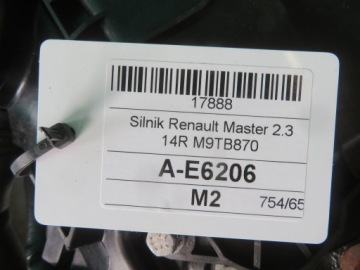 17888
Silnik Renault Master 2.3
14R M9TB870
A-E6206
M2 754/65